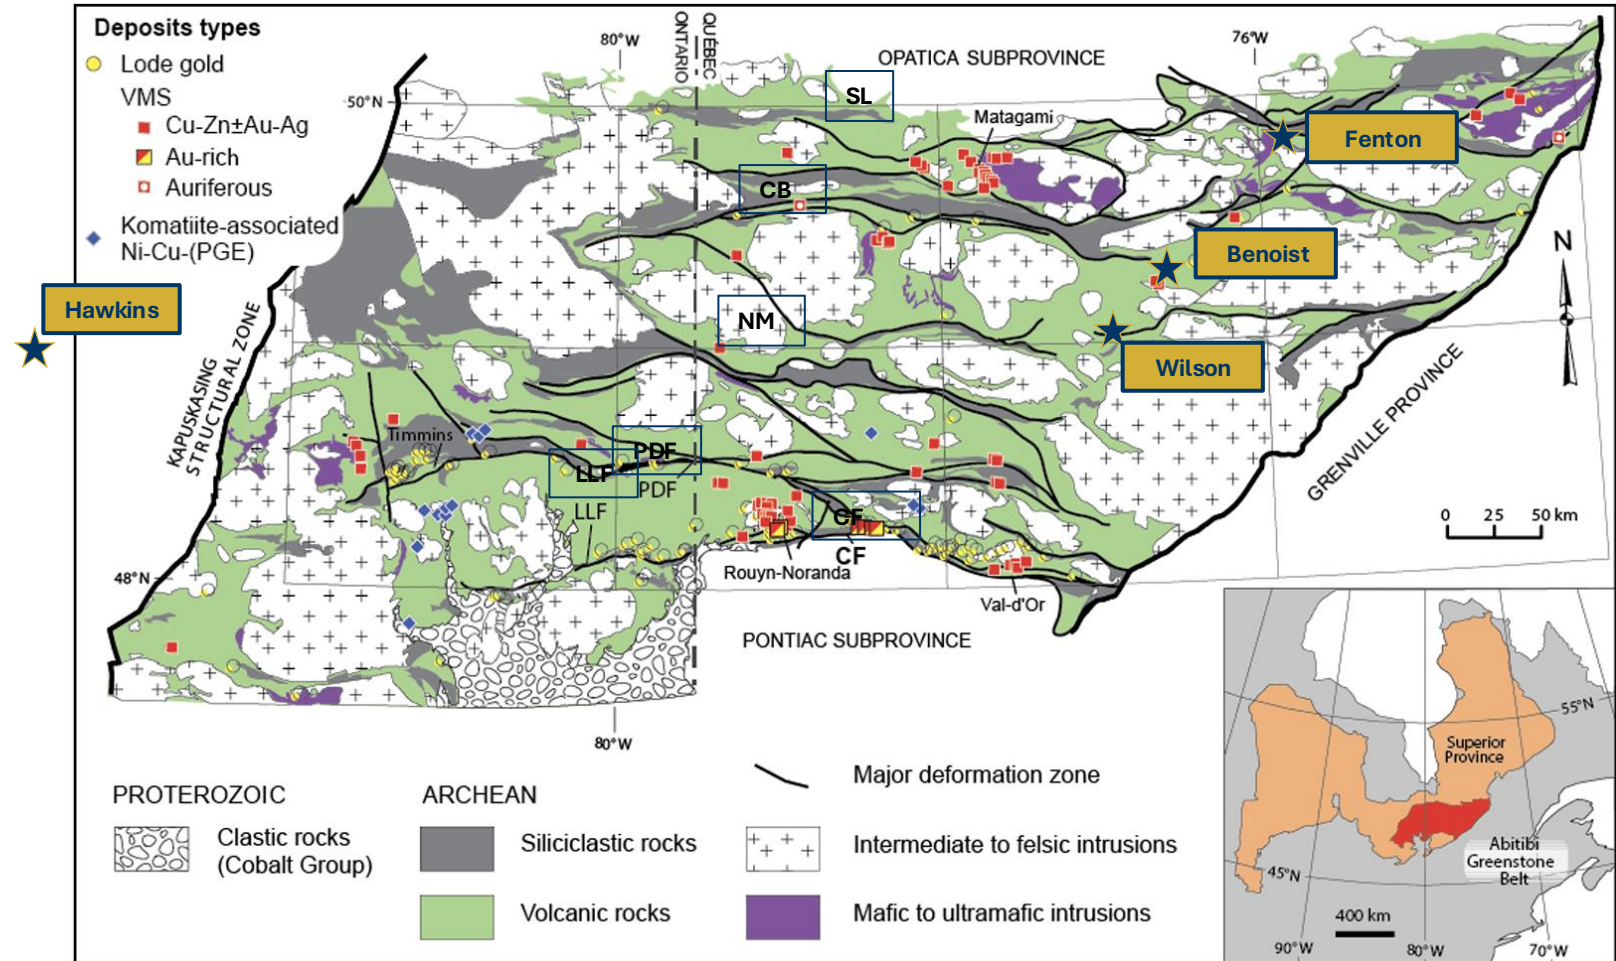 Deposits types
Lode gold
VMS
Cu-Zn±Au-Ag
Au-rich
Auriferous
Komatiite-associated
Ni-Cu-(PGE)
80°W
ONTARIO
QUÉBEC
OPATICA SUBPROVINCE
76°W
50°N
SL
Matagami
Fenton
CB
Benoist
N
Hawkins
NM
Wilson
KAPUSKASING
STRUCTURAL ZONE
GRENVILLE PROVINCE
Timmins
PDF
LLF
PDF
LLF
CF
CF
0 25 50 km
Rouyn-Noranda
48°N
Val-d'Or
PONTIAC SUBPROVINCE
80°W
PROTEROZOIC
Clastic rocks
(Cobalt Group)
ARCHEAN
Siliciclastic rocks
Volcanic rocks
Major deformation zone
Intermediate to felsic intrusions
Mafic to ultramafic intrusions
55°N
Superior
Province
Abitibi
Greenstone
Belt
45°N
400 km
90°W
80°W
70°W